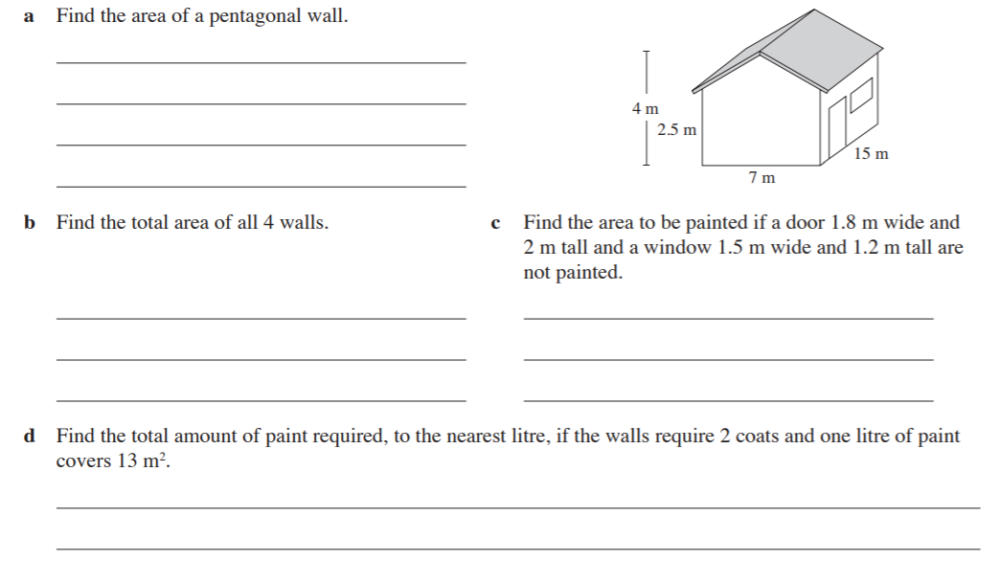 a Find the area of a pentagonal wall.
4 m
2.5 m
15 m
7 m
b Find the total area of all 4 walls.
c Find the area to be painted if a door 1.8 m wide and
2 m tall and a window 1.5 m wide and 1.2 m tall are
not painted.
d Find the total amount of paint required, to the nearest litre, if the walls require 2 coats and one litre of paint
covers 13 m².